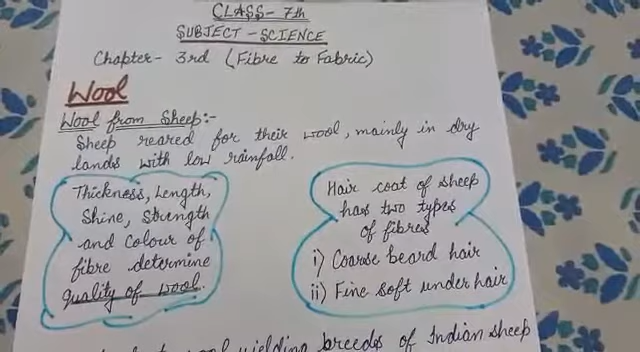 CLASS- 7th
SUBJECT -SCIENCE
Chapter- 3rd (Fibre to Fabric)
Wool
Wool from Sheep:-
Sheep reared for their wool, mainly in dry
lands with low rainfall.
Thickness, Length,
Shine, Strength
and Colour of
fibre determine
quality of wool.
Hair coat of sheep
has two types
of fibres
i) Coarse beard hair
ii) Fine soft under hair
wool yielding breeds of Indian sheep